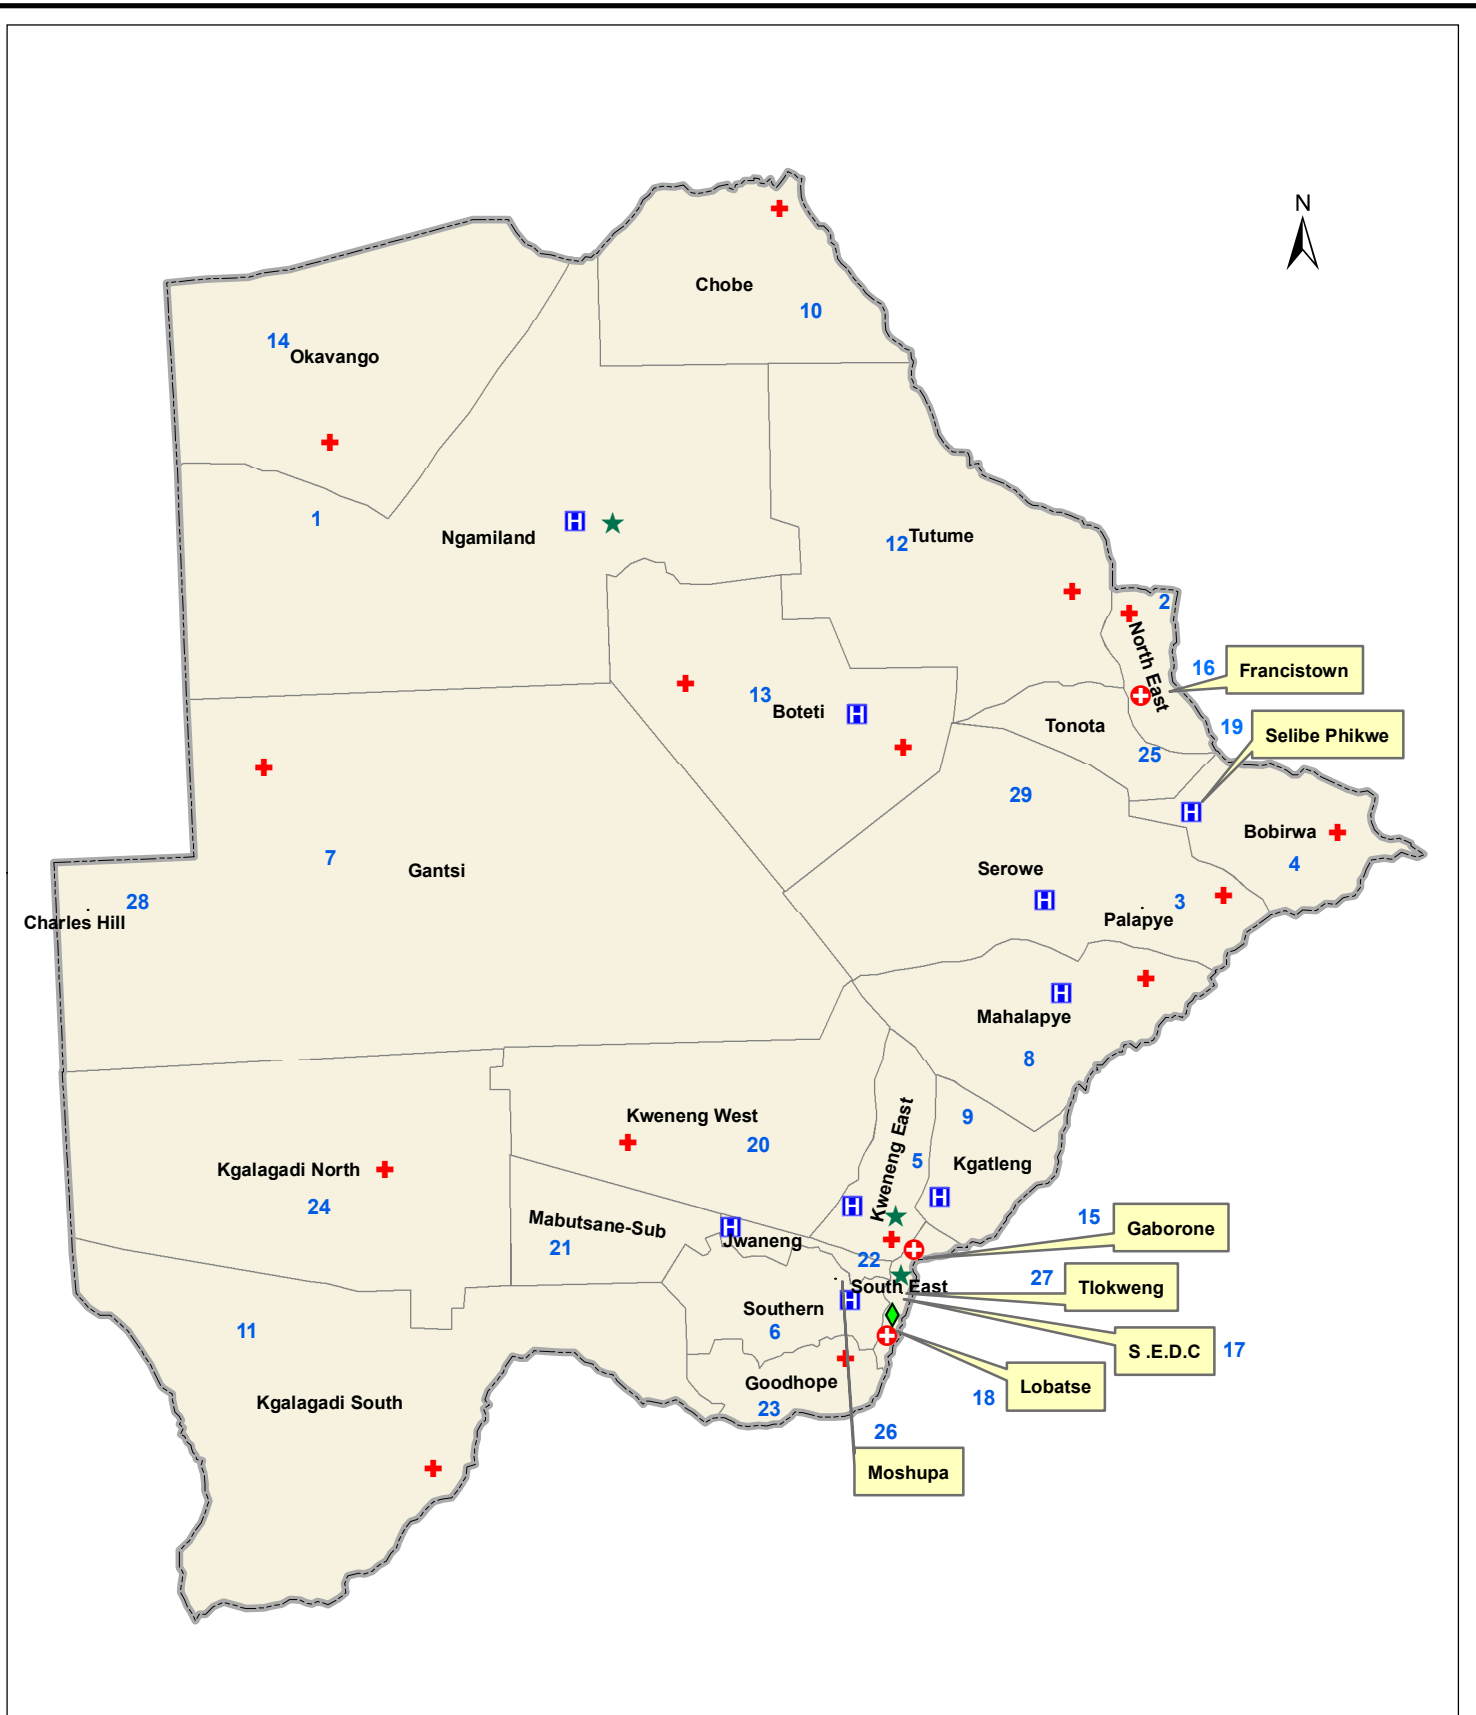 N
Chobe
10
14
Okavango
1
Ngamiland
H
12
Tutume
2
North East
16
Francistown
13
Boteti
H
Tonota
19
Selibe Phikwe
25
29
H
Bobirwa
4
7
Gantsi
Serowe
H
28
Charles Hill
3
Palapye
H
Mahalapye
8
Kweneng West
20
Kweneng East
9
5
Kgatleng
Kgalagadi North
24
H
H
Mabutsane-Sub
21
H
Jwaneng
15
Gaborone
22
South East
27
Tlokweng
Southern
6
H
11
S .E.D.C
17
Goodhope
23
18
Lobatse
Kgalagadi South
26
Moshupa